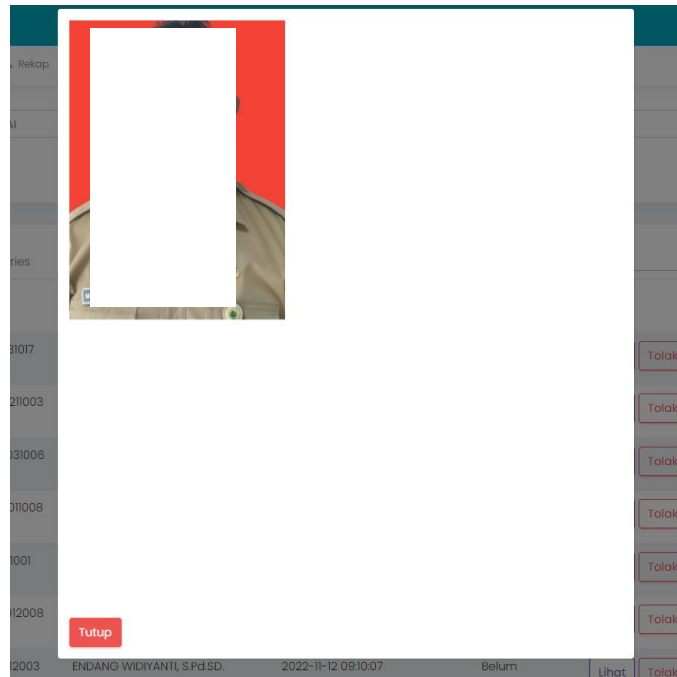 Rekap
AI
ries
31017
Tolak
211003
Tolak
031006
Tolak
011008
Tolak
1001
Tolak
012008
Tolak
Tutup
12003 ENDANG WIDIYANTI, S.Pd.SD. 2022-11-12 09:10:07 Belum Lihat Tolak